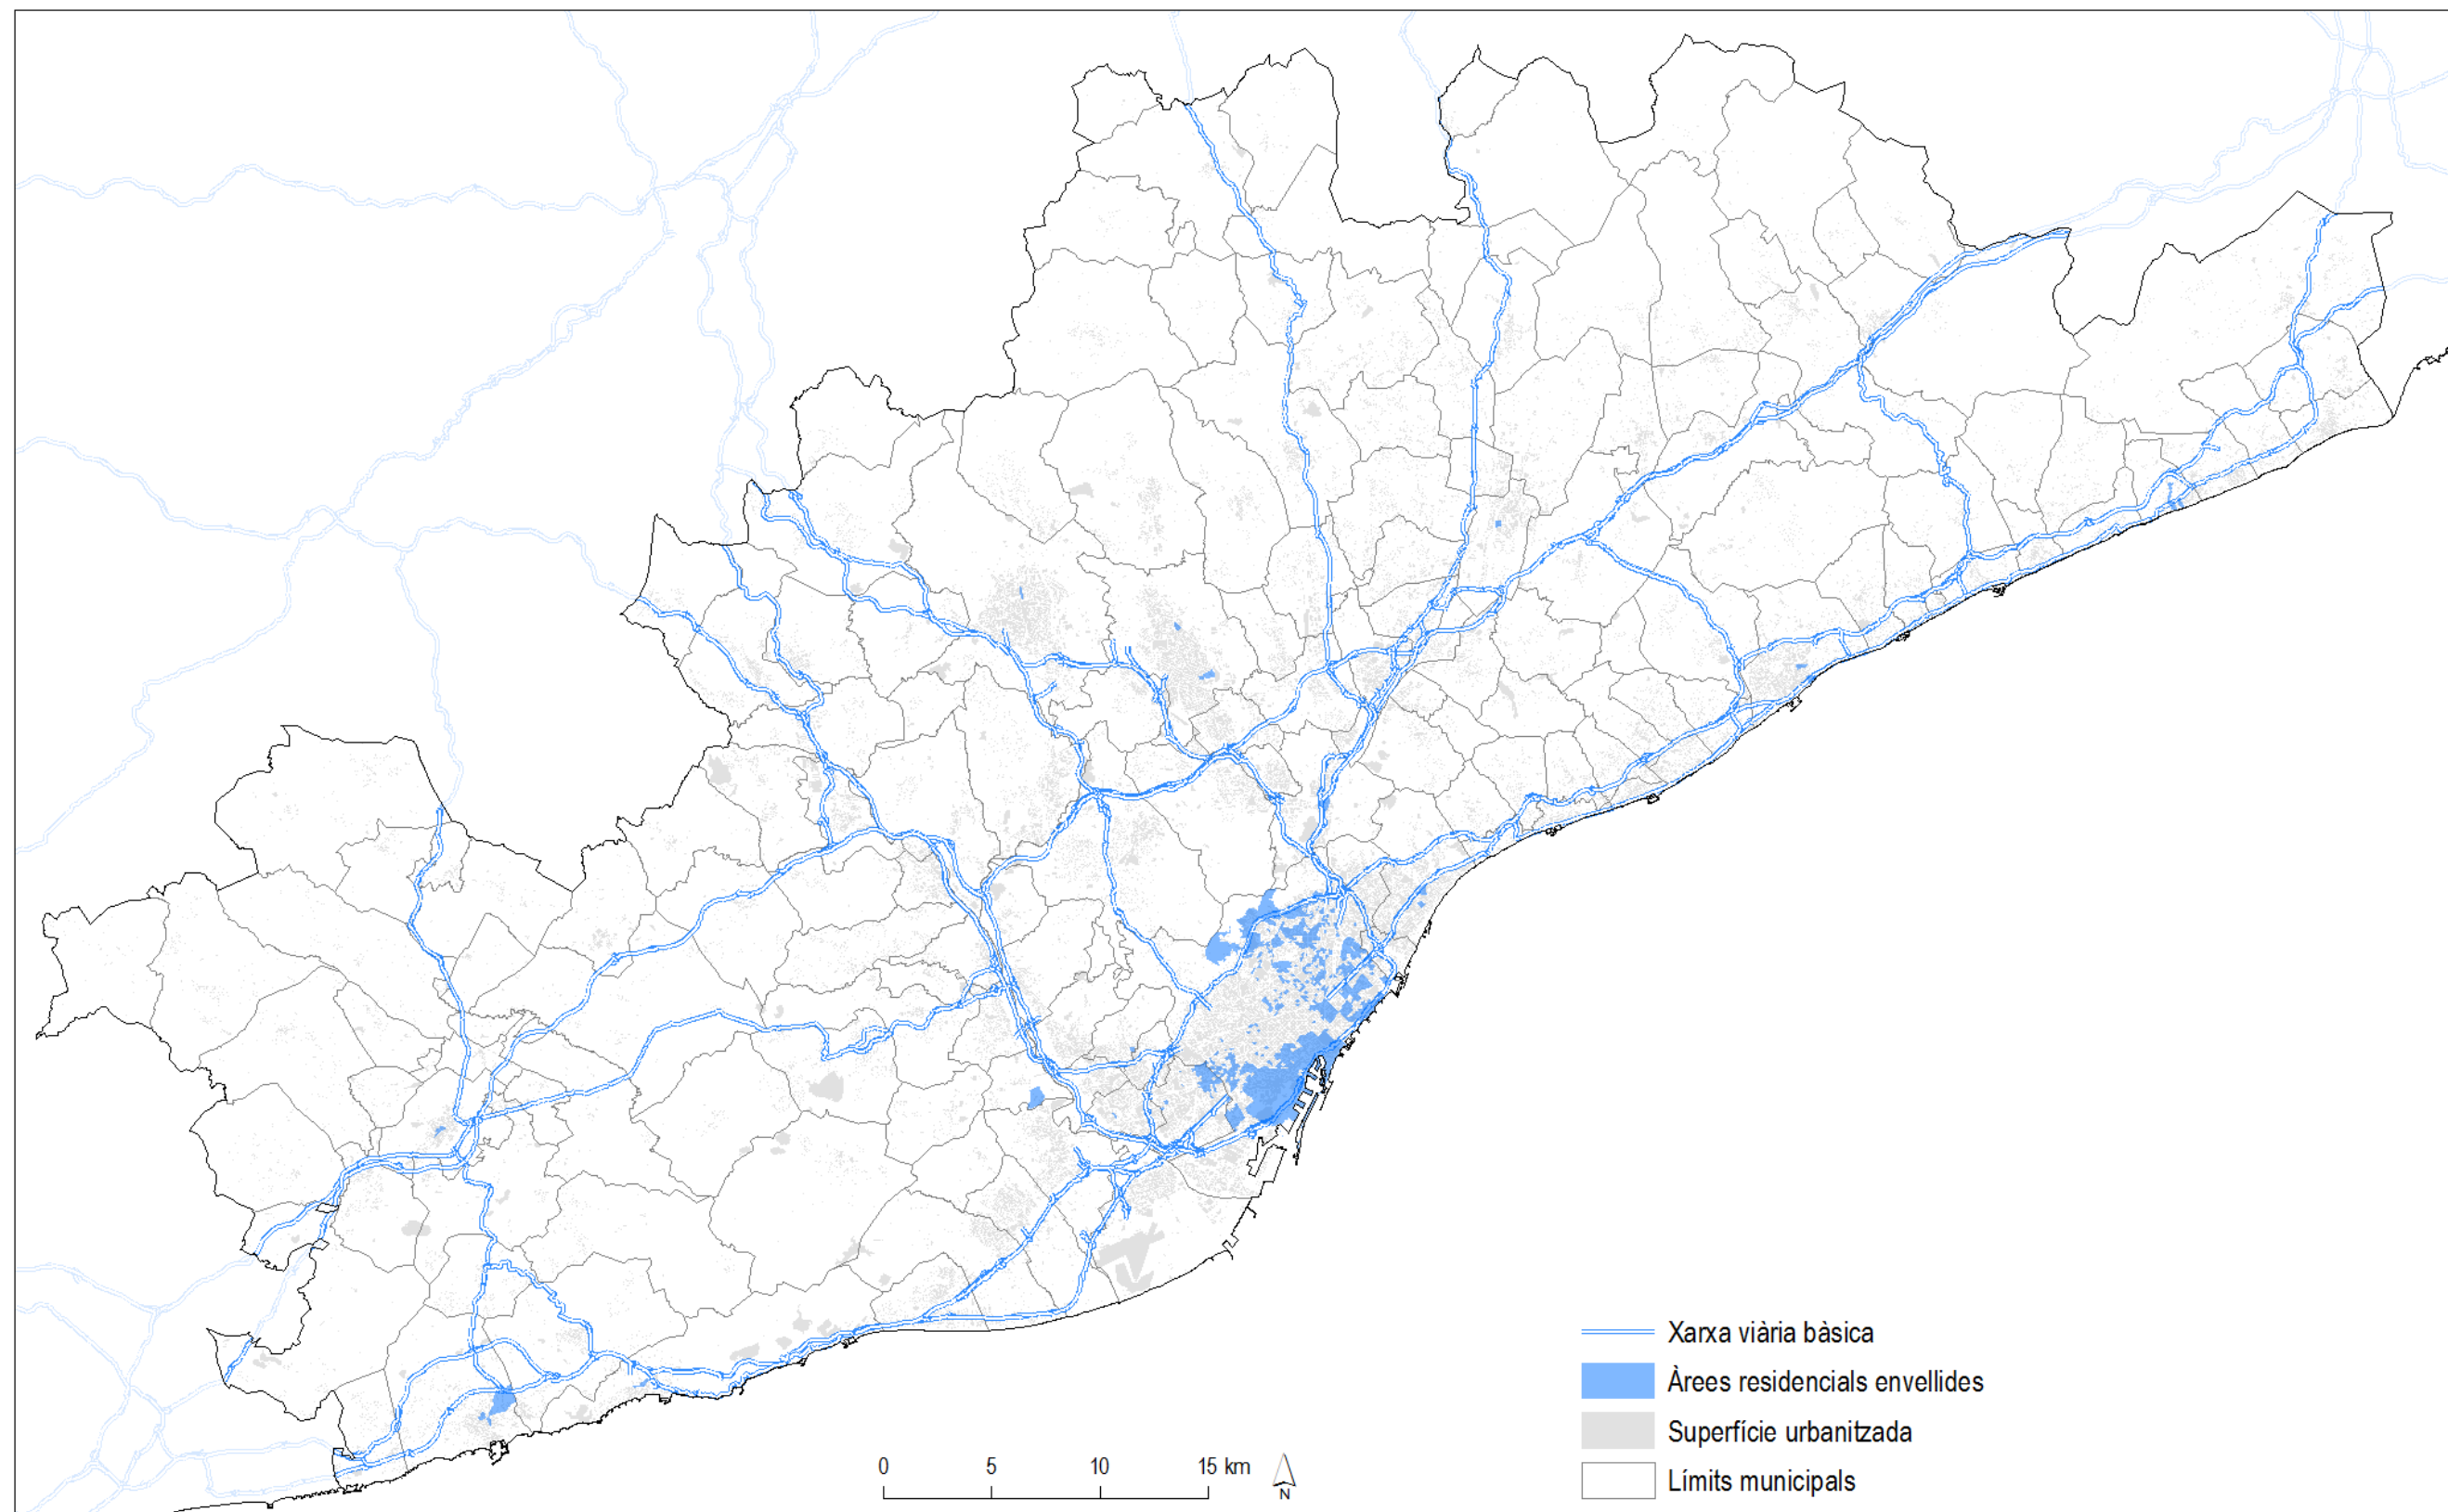 Xarxa viària bàsica
Àrees residencials envellides
Superfície urbanitzada
Límits municipals
0 5 10 15 km
N